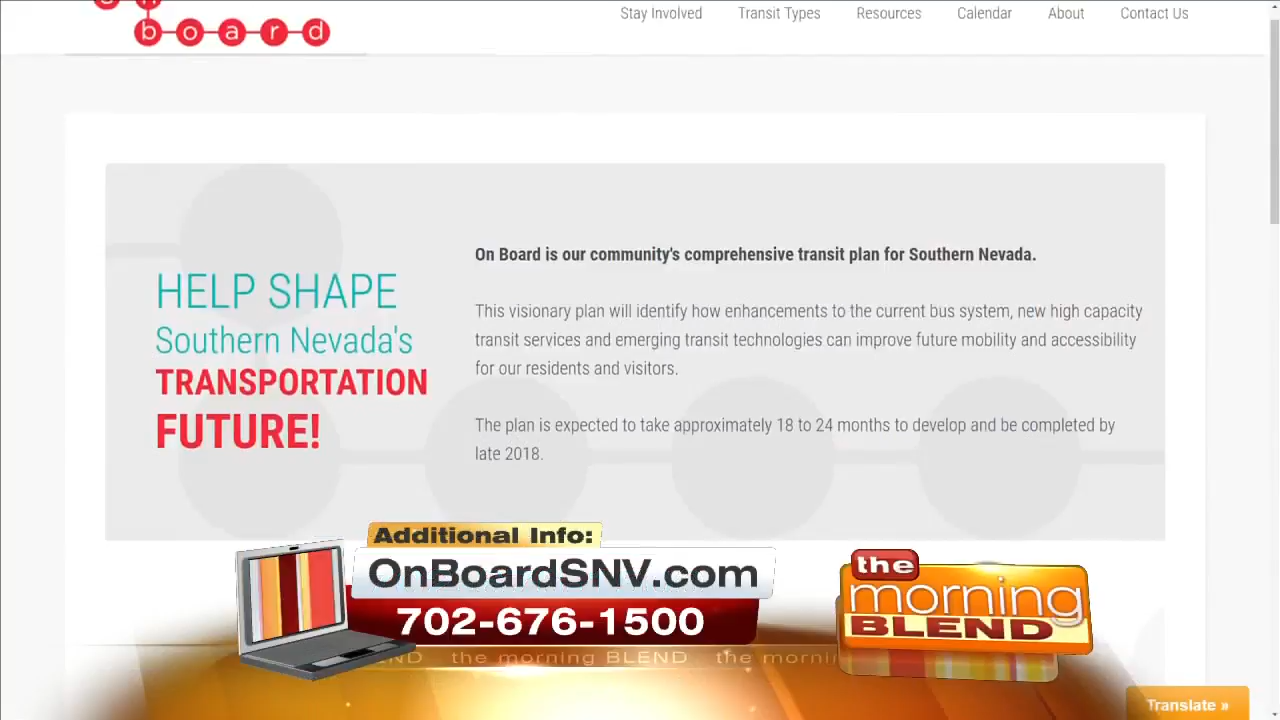 Stay Involved Transit Types Resources Calendar About Contact Us
board
HELP SHAPE
Southern Nevada's
TRANSPORTATION
FUTURE!
On Board is our community's comprehensive transit plan for Southern Nevada.
This visionary plan will identify how enhancements to the current bus system, new high capacity
transit services and emerging transit technologies can improve future mobility and accessibility
for our residents and visitors.
The plan is expected to take approximately 18 to 24 months to develop and be completed by
late 2018.
Additional Info:
OnBoardSNV.com
702-676-1500
the
morning
BLEND
the morning BLEND
Translate »